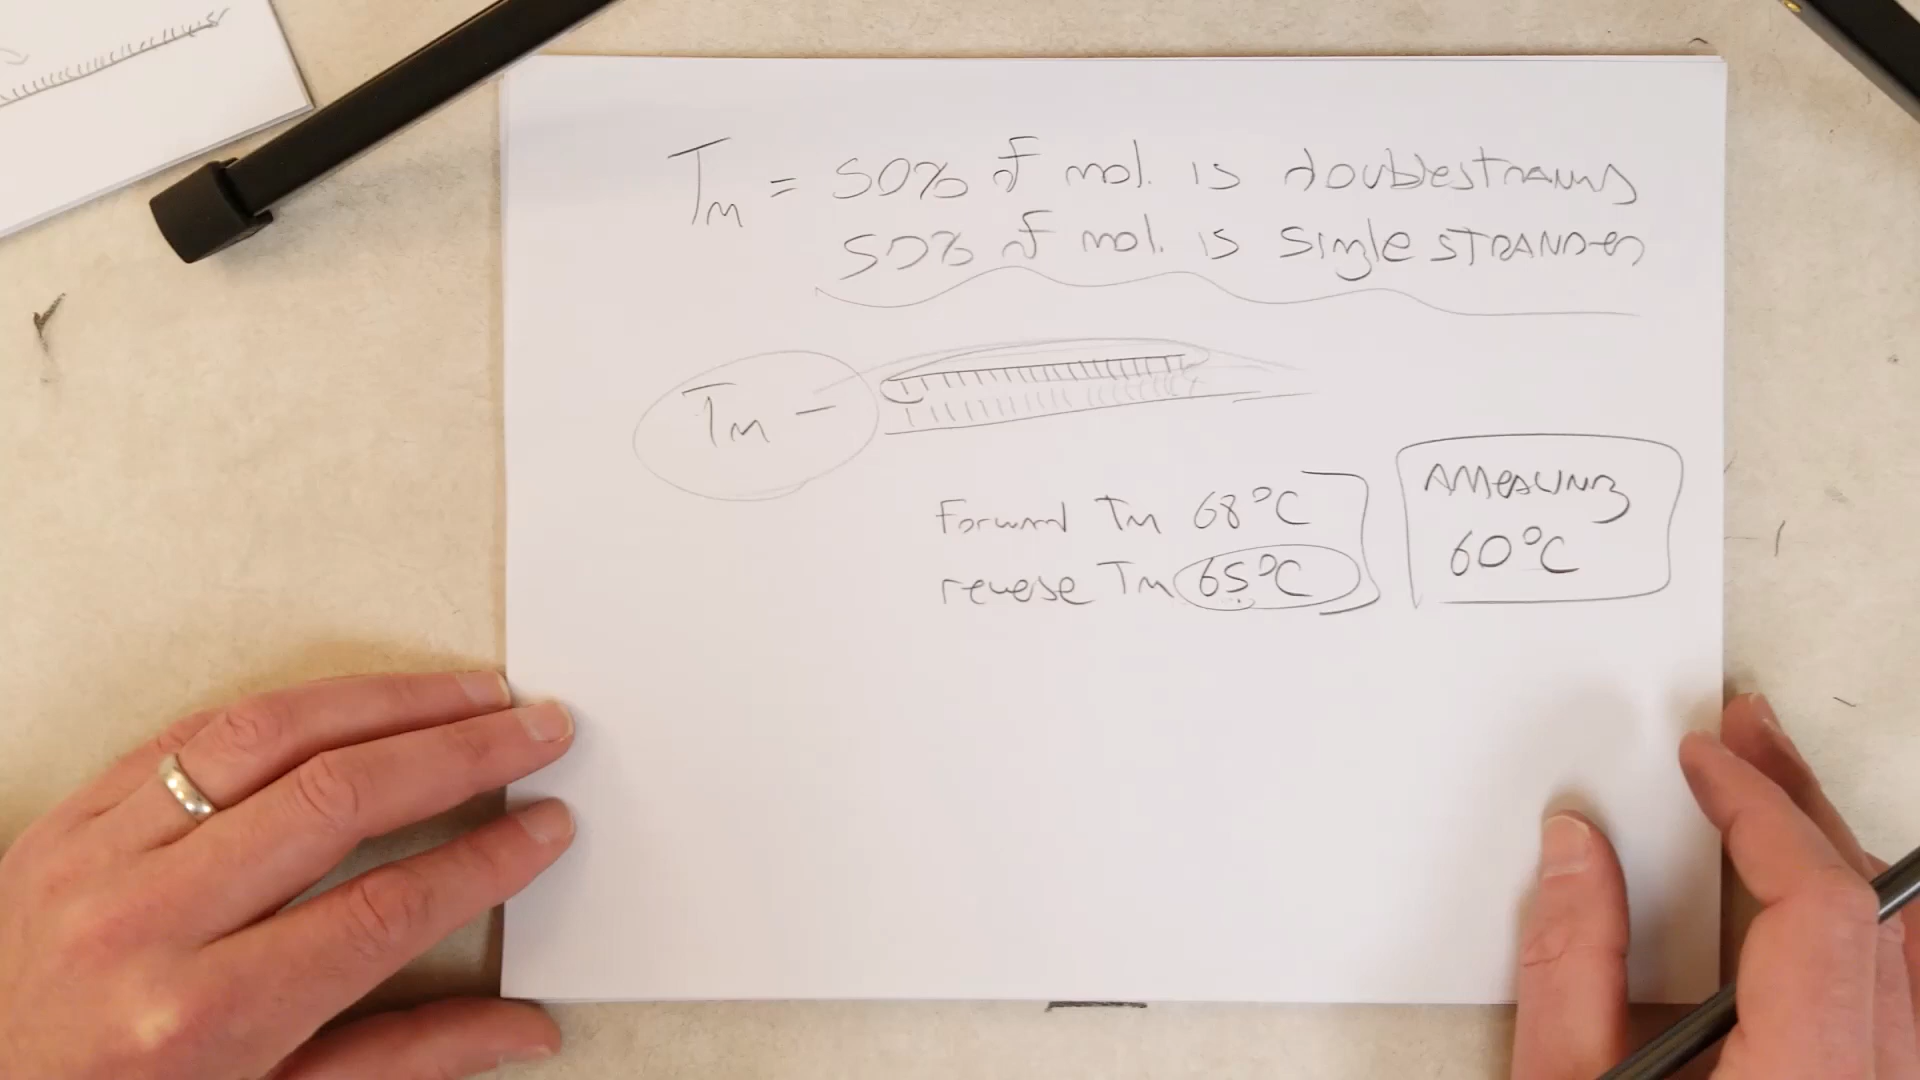 Tm = 50% of mol. is doublestrands
50% of mol. is single stranded
Tm -
Forward Tm 68°C
reverse Tm 65°C
Annealing
60°C